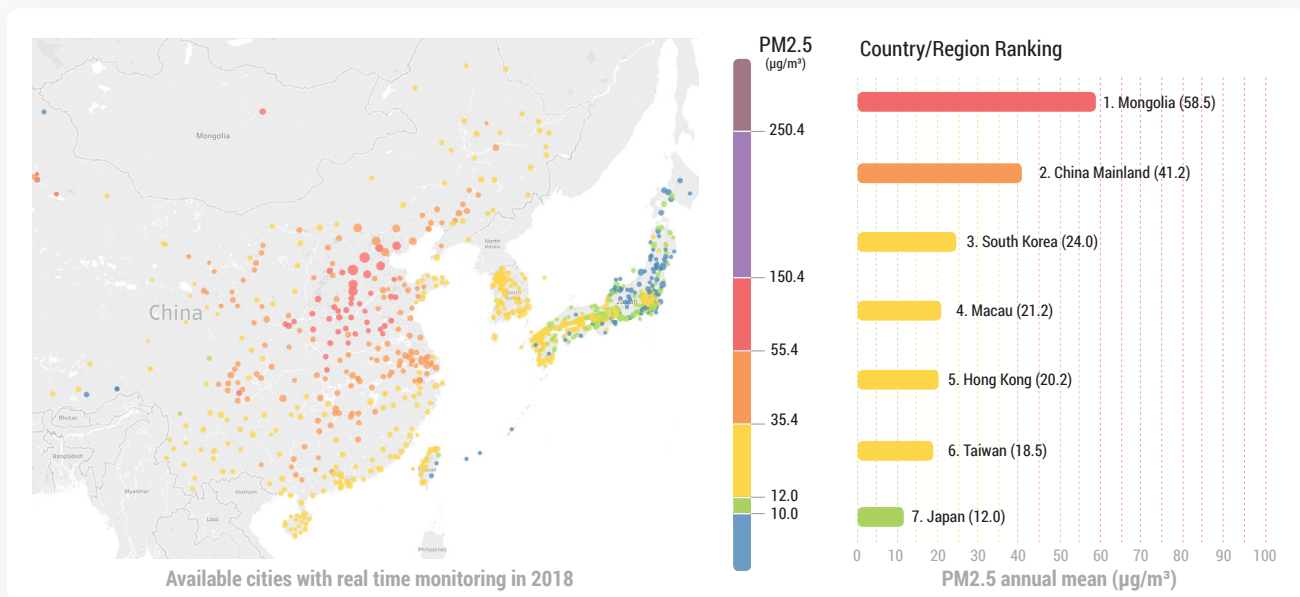 Mongolia
China
North
Korea
South
Korea
Japan
Bhutan
Bangladesh
Myanmar
Vietnam
Laos
Taiwan
Philippines
Available cities with real time monitoring in 2018
PM2.5
(µg/m³)
250.4
150.4
55.4
35.4
12.0
10.0
Country/Region Ranking
1. Mongolia (58.5)
2. China Mainland (41.2)
3. South Korea (24.0)
4. Macau (21.2)
5. Hong Kong (20.2)
6. Taiwan (18.5)
7. Japan (12.0)
0 10 20 30 40 50 60 70 80 90 100
PM2.5 annual mean (µg/m³)